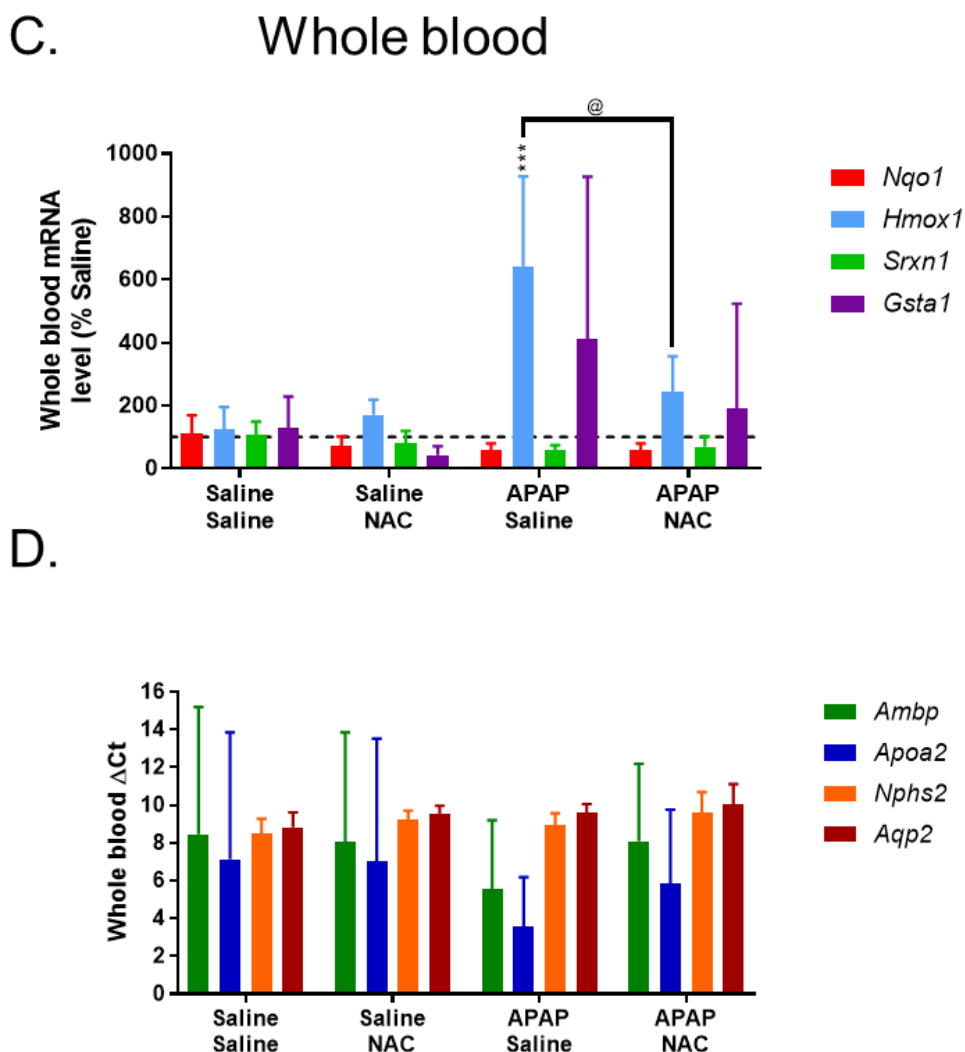 C.
Whole blood
@
***
Whole blood mRNA
level (% Saline)
1000
800
600
400
200
0
Saline
Saline
Saline
NAC
APAP
Saline
APAP
NAC
Nqo1
Hmox1
Srxn1
Gsta1
D.
Whole blood ΔCt
16
14
12
10
8
6
4
2
0
Saline
Saline
Saline
NAC
APAP
Saline
APAP
NAC
Ambp
Apoa2
Nphs2
Aqp2